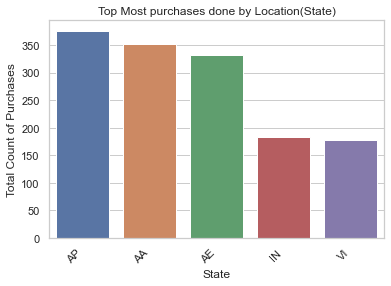 Top Most purchases done by Location(State)
Total Count of Purchases
350
300
250
200
150
100
50
0
AP
AA
AE
IN
VI
State